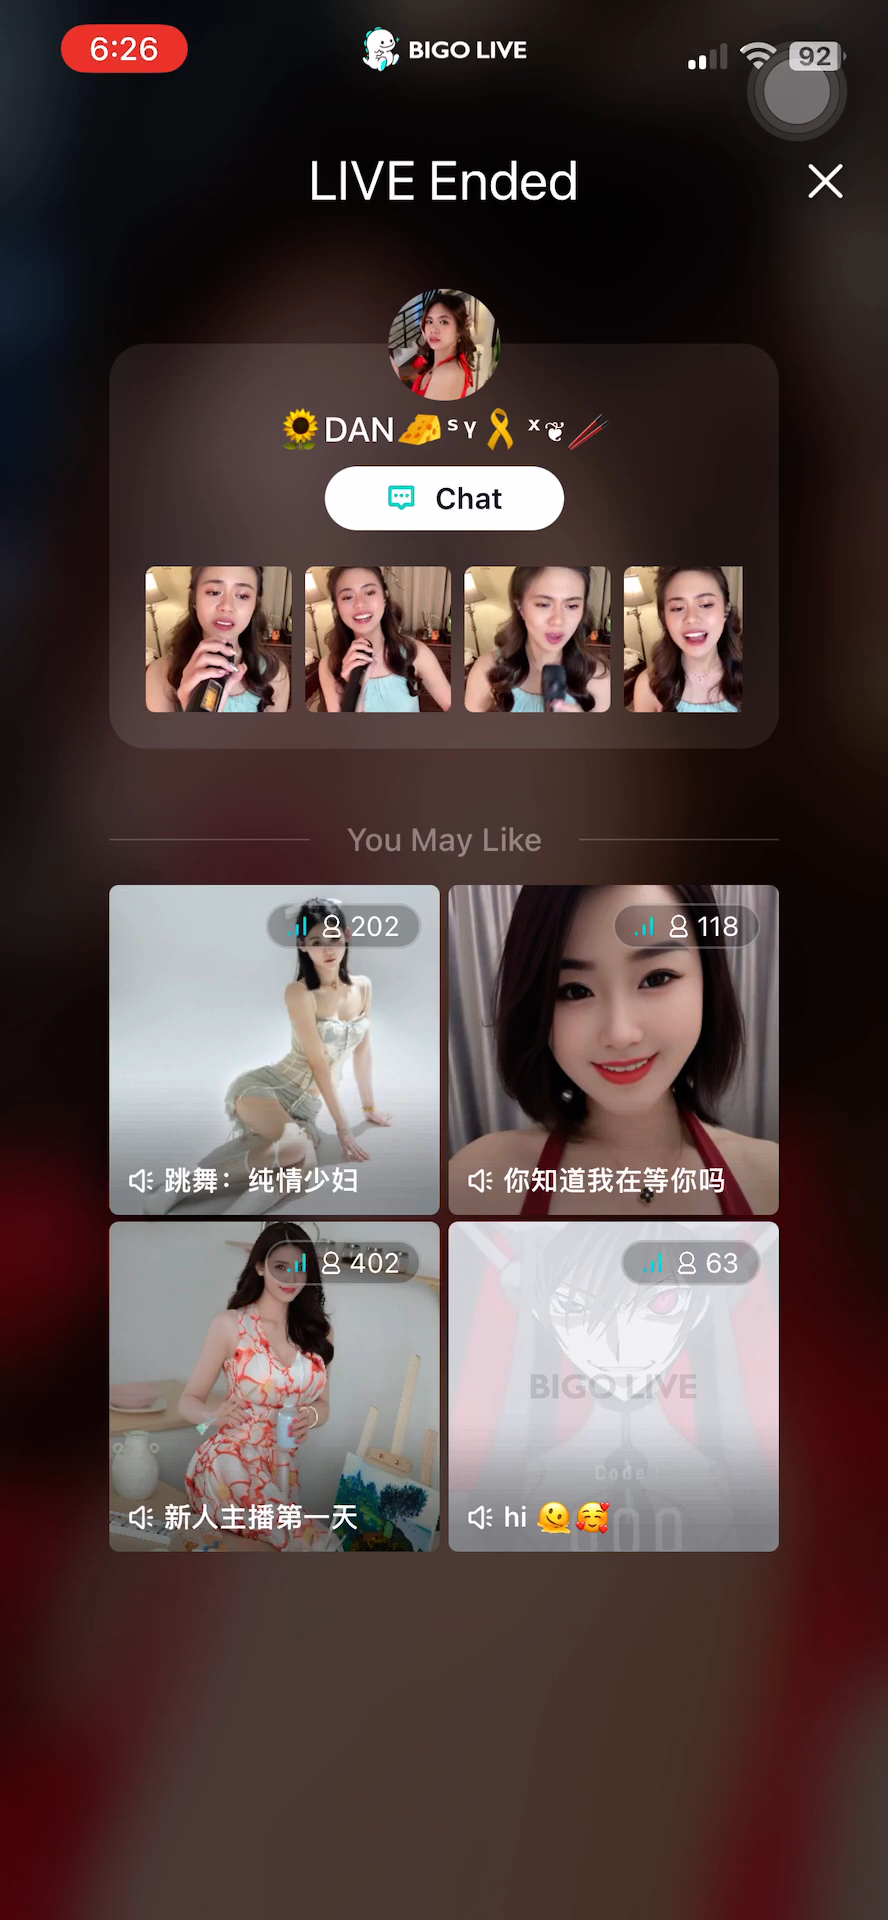 6:26
BIGO LIVE
92
LIVE Ended
🌻DAN🧀ˢᵞ🎗️ˣ❦🥢
Chat
You May Like
202
118
跳舞：纯情少妇
你知道我在等你吗
402
63
BIGO LIVE
Code:
新人主播第一天
hi 🫠🥰